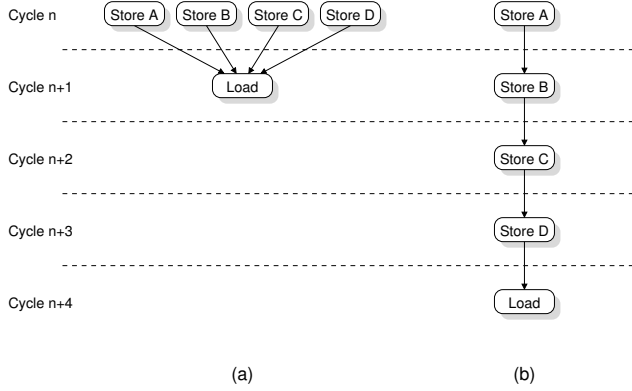 Cycle n Store A Store B Store C Store D Store A
Cycle n+1 Load Store B
Cycle n+2 Store C
Cycle n+3 Store D
Cycle n+4 Load
(a) (b)